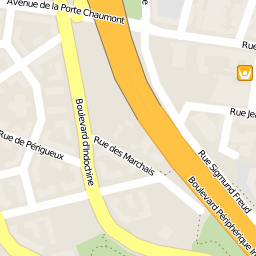 Avenue de la Porte Chaumont
Rue
Rue Jea
Boulevard d'Indochine
Rue des Marchais
Rue de Périgueux
Rue Sigmund Freud
Boulevard Périphérique In